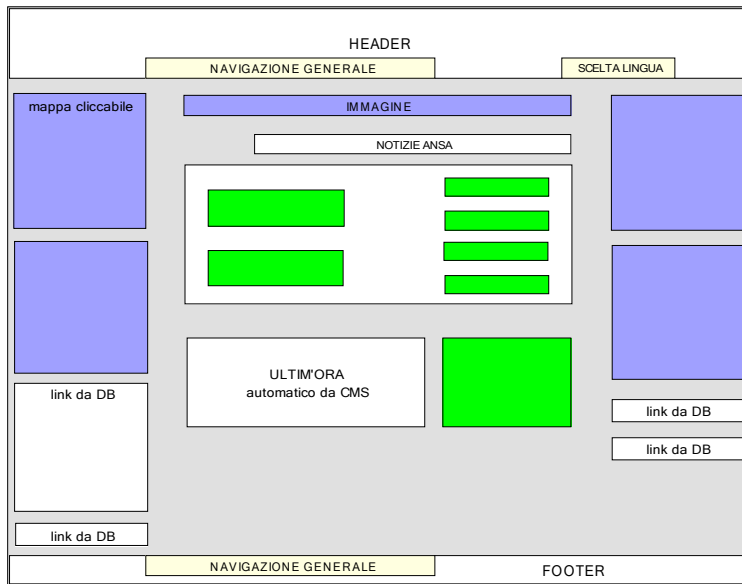 HEADER
NAVIGAZIONE GENERALE
SCELTA LINGUA
mappa cliccabile
IMMAGINE
NOTIZIE ANSA
ULTIM'ORA
automatico da CMS
link da DB
link da DB
link da DB
link da DB
NAVIGAZIONE GENERALE
FOOTER